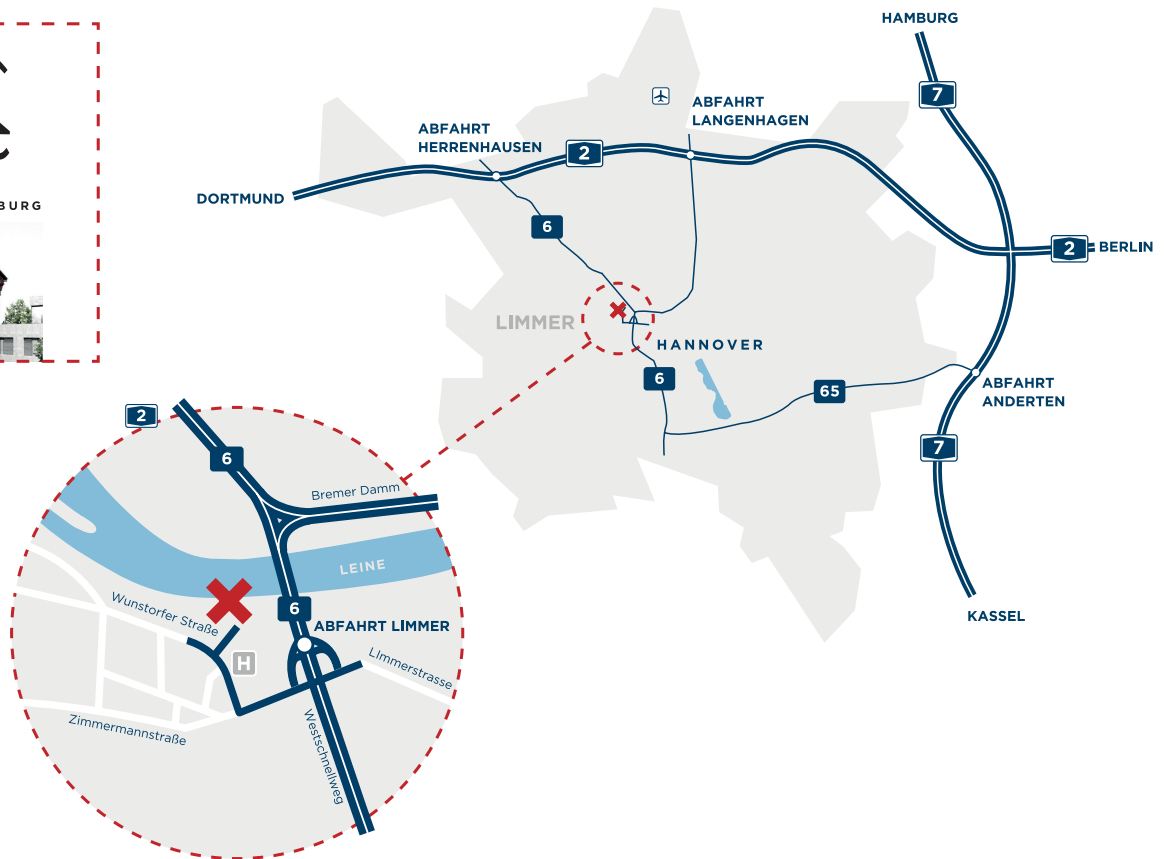 BURG
HAMBURG
7
ABFAHRT
LANGENHAGEN
ABFAHRT
HERRENHAUSEN
2
DORTMUND
6
2
BERLIN
LIMMER
HANNOVER
6
65
ABFAHRT
ANDERTEN
7
KASSEL
2
6
Bremer Damm
LEINE
Wunstorfer Straße
6
ABFAHRT LIMMER
H
LImmerstrasse
Zimmermannstraße
Westschnellweg